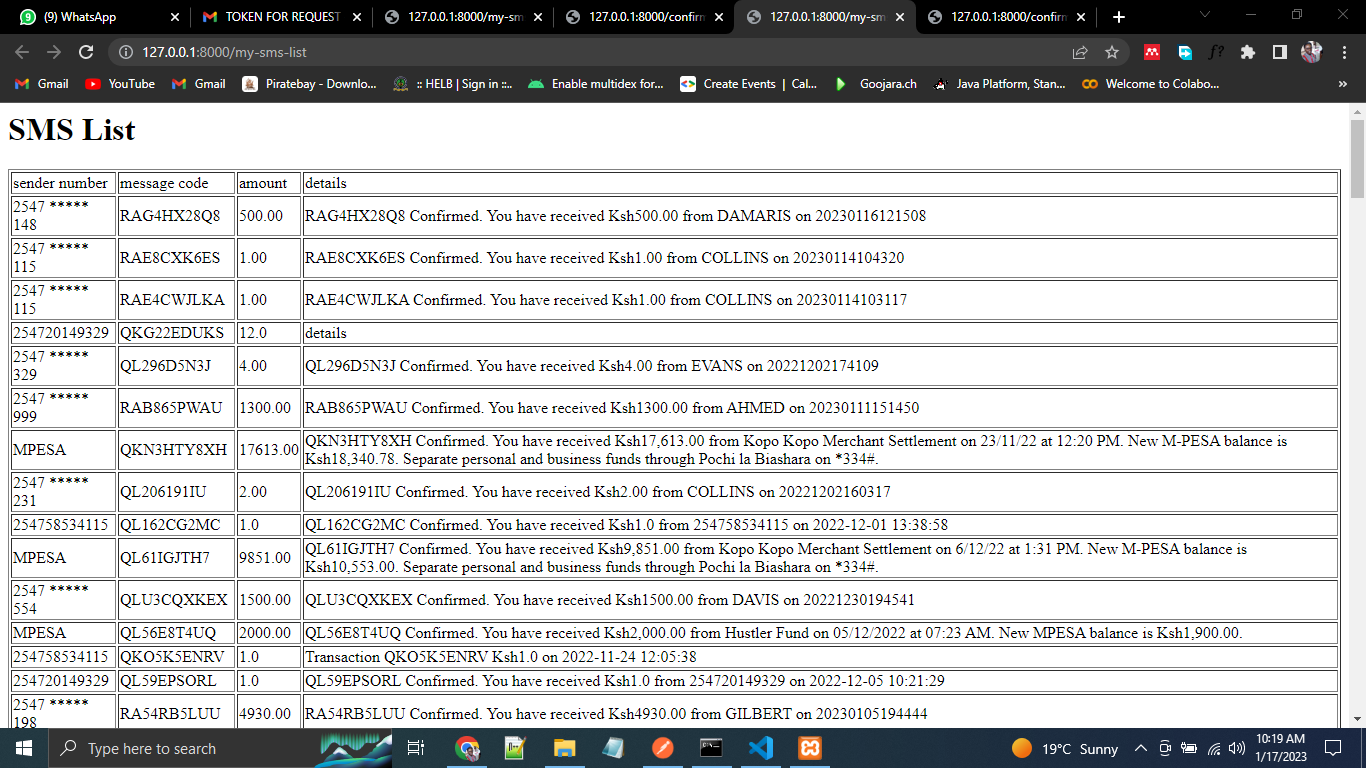 (9) WhatsApp
TOKEN FOR REQUEST
127.0.0.1:8000/my-sm
127.0.0.1:8000/confirm
127.0.0.1:8000/my-sm
127.0.0.1:8000/confirm
127.0.0.1:8000/my-sms-list
Gmail YouTube Gmail Piratebay - Downlo... :: HELB | Sign in ::.. Enable multidex for... Create Events | Cal... Goojara.ch Java Platform, Stan... Welcome to Colabo... »
SMS List
sender number message code amount details
2547 ***** 
148
RAG4HX28Q8 500.00 RAG4HX28Q8 Confirmed. You have received Ksh500.00 from DAMARIS on 20230116121508
2547 *****
115
RAE8CXK6ES 1.00 RAE8CXK6ES Confirmed. You have received Ksh1.00 from COLLINS on 20230114104320
2547 *****
115
RAE4CWJLKA 1.00 RAE4CWJLKA Confirmed. You have received Ksh1.00 from COLLINS on 20230114103117
254720149329 QKG22EDUKS 12.0 details
2547 *****
329
QL296D5N3J 4.00 QL296D5N3J Confirmed. You have received Ksh4.00 from EVANS on 20221202174109
2547 *****
999
RAB865PWAU 1300.00 RAB865PWAU Confirmed. You have received Ksh1300.00 from AHMED on 20230111151450
MPESA QKN3HTY8XH 17613.00 QKN3HTY8XH Confirmed. You have received Ksh17,613.00 from Kopo Kopo Merchant Settlement on 23/11/22 at 12:20 PM. New M-PESA balance is
Ksh18,340.78. Separate personal and business funds through Pochi la Biashara on *334#.
2547 *****
231
QL206191IU 2.00 QL206191IU Confirmed. You have received Ksh2.00 from COLLINS on 20221202160317
254758534115 QL162CG2MC 1.0 QL162CG2MC Confirmed. You have received Ksh1.0 from 254758534115 on 2022-12-01 13:38:58
MPESA QL61IGJTH7 9851.00 QL61IGJTH7 Confirmed. You have received Ksh9,851.00 from Kopo Kopo Merchant Settlement on 6/12/22 at 1:31 PM. New M-PESA balance is
Ksh10,553.00. Separate personal and business funds through Pochi la Biashara on *334#.
2547 *****
554
QLU3CQXKEX 1500.00 QLU3CQXKEX Confirmed. You have received Ksh1500.00 from DAVIS on 20221230194541
MPESA QL56E8T4UQ 2000.00 QL56E8T4UQ Confirmed. You have received Ksh2,000.00 from Hustler Fund on 05/12/2022 at 07:23 AM. New MPESA balance is Ksh1,900.00.
254758534115 QKO5K5ENRV 1.0 Transaction QKO5K5ENRV Ksh1.0 on 2022-11-24 12:05:38
254720149329 QL59EPSORL 1.0 QL59EPSORL Confirmed. You have received Ksh1.0 from 254720149329 on 2022-12-05 10:21:29
2547 *****
198
RA54RB5LUU 4930.00 RA54RB5LUU Confirmed. You have received Ksh4930.00 from GILBERT on 20230105194444
Type here to search
19°C Sunny
10:19 AM
1/17/2023